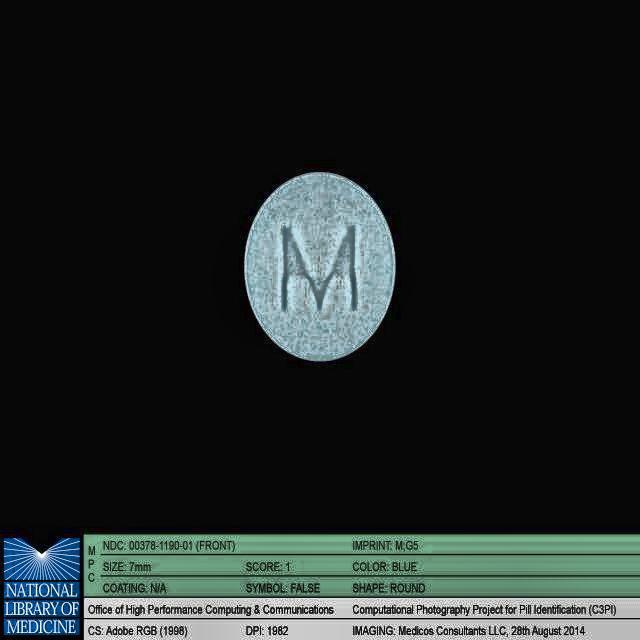 M
NDC: 00378-1190-01 (FRONT) IMPRINT: M;G5
M
P
C
SIZE: 7mm SCORE: 1 COLOR: BLUE
COATING: N/A SYMBOL: FALSE SHAPE: ROUND
NATIONAL
LIBRARY OF
MEDICINE
Office of High Performance Computing & Communications Computational Photography Project for Pill Identification (C3PI)
CS: Adobe RGB (1998) DPI: 1982 IMAGING: Medicos Consultants LLC, 28th August 2014